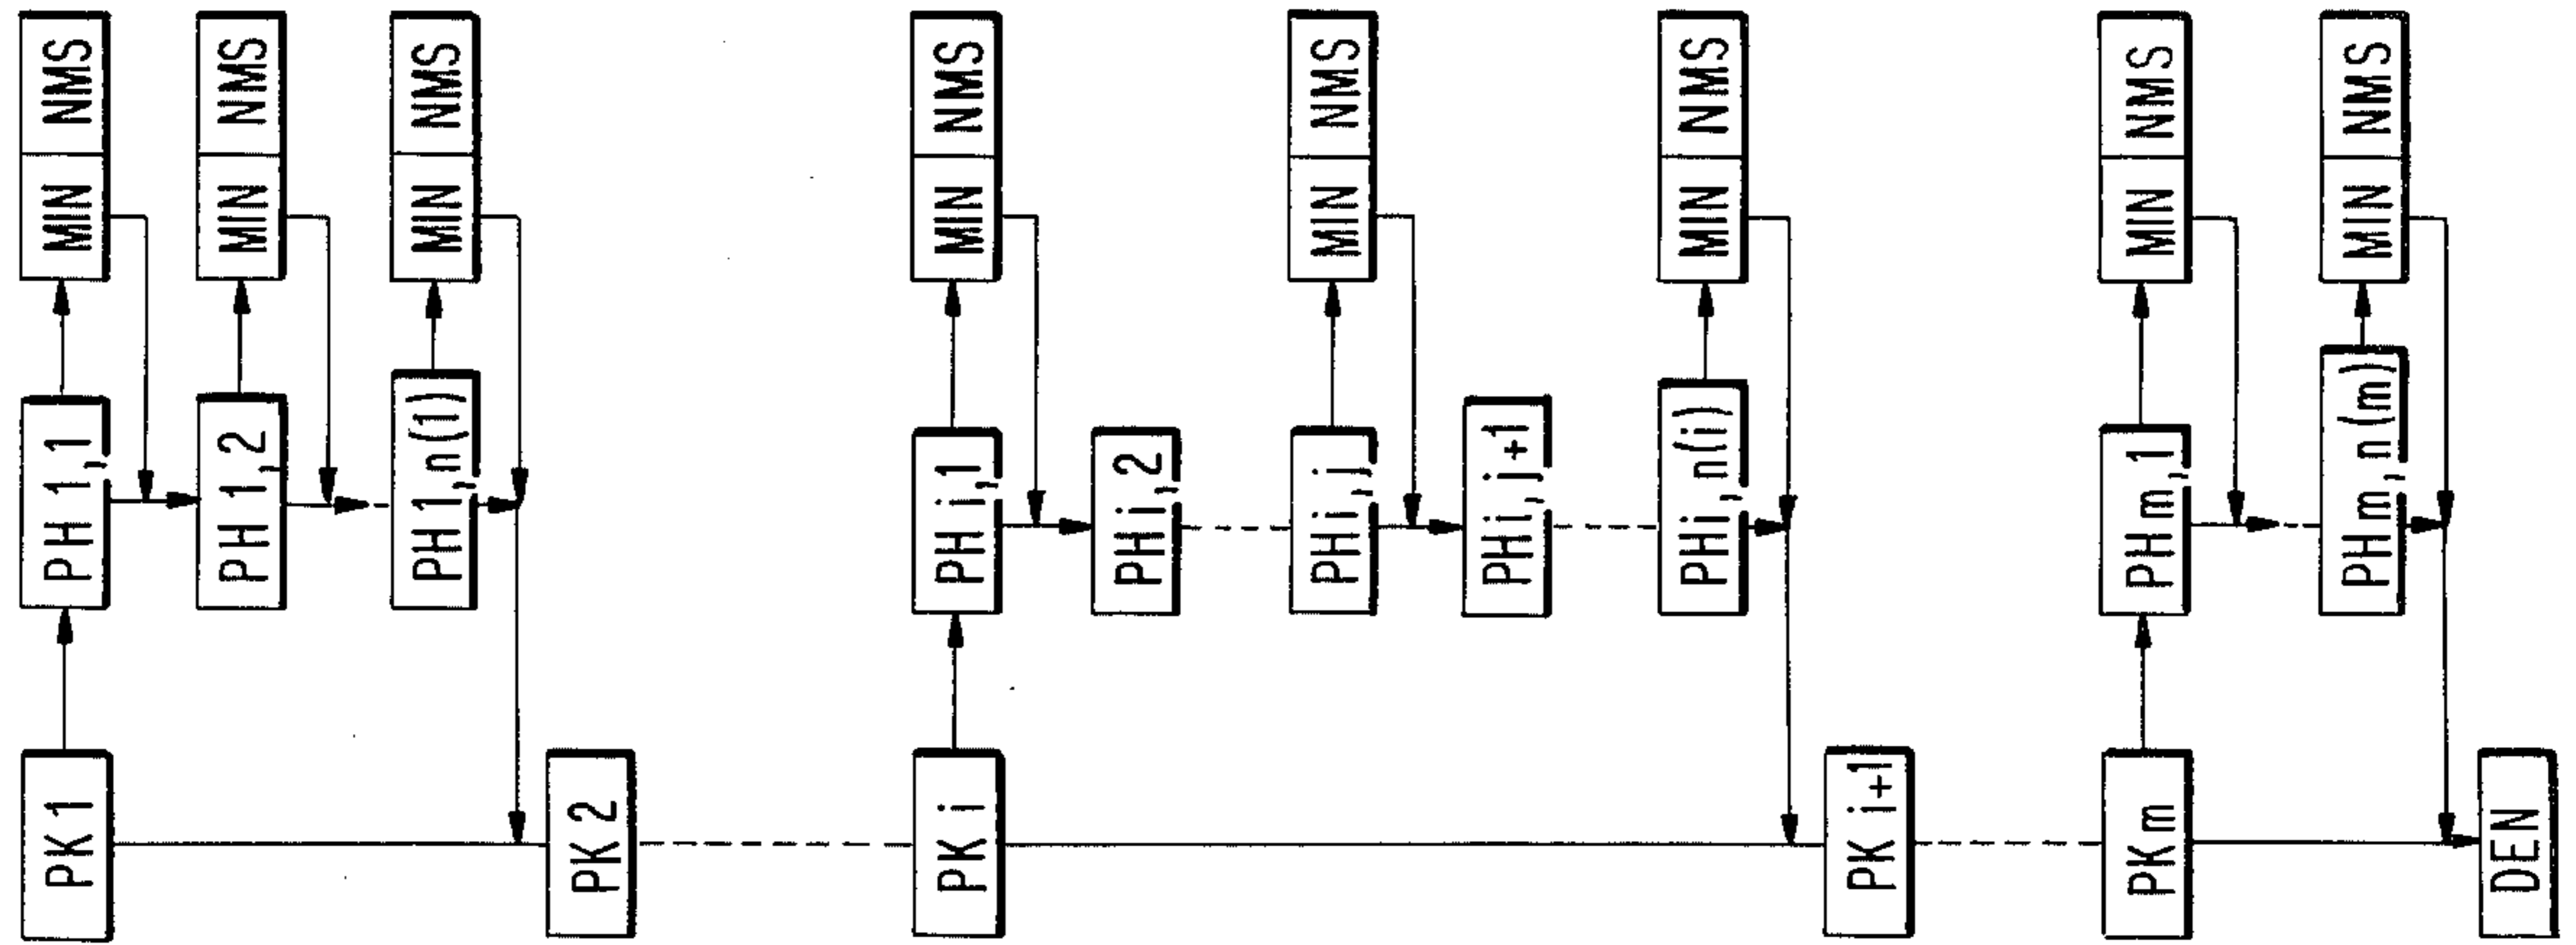 PK 1
PH 1,1
MIN NMS
PH 1,2
MIN NMS
PH 1,n(1)
MIN NMS
PK 2
PK i
PH i,1
MIN NMS
PH i,2
PH i,j
MIN NMS
PH i,j+1
PH i,n(i)
MIN NMS
PK i+1
PK m
PH m,1
MIN NMS
PH m,n(m)
MIN NMS
DEN